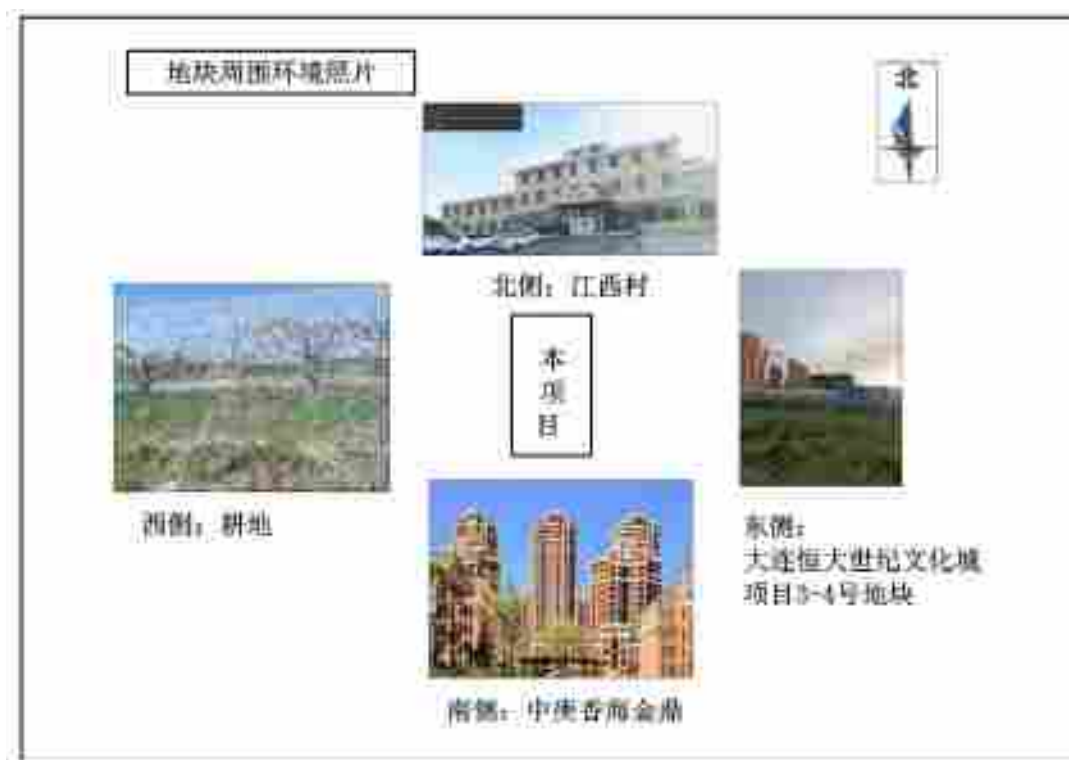 地块周围环境照片
北
北侧：江西村
本项目
西侧：耕地
东侧：
大连恒大世纪文化城
项目3-4号地块
南侧：中庚香海金鼎